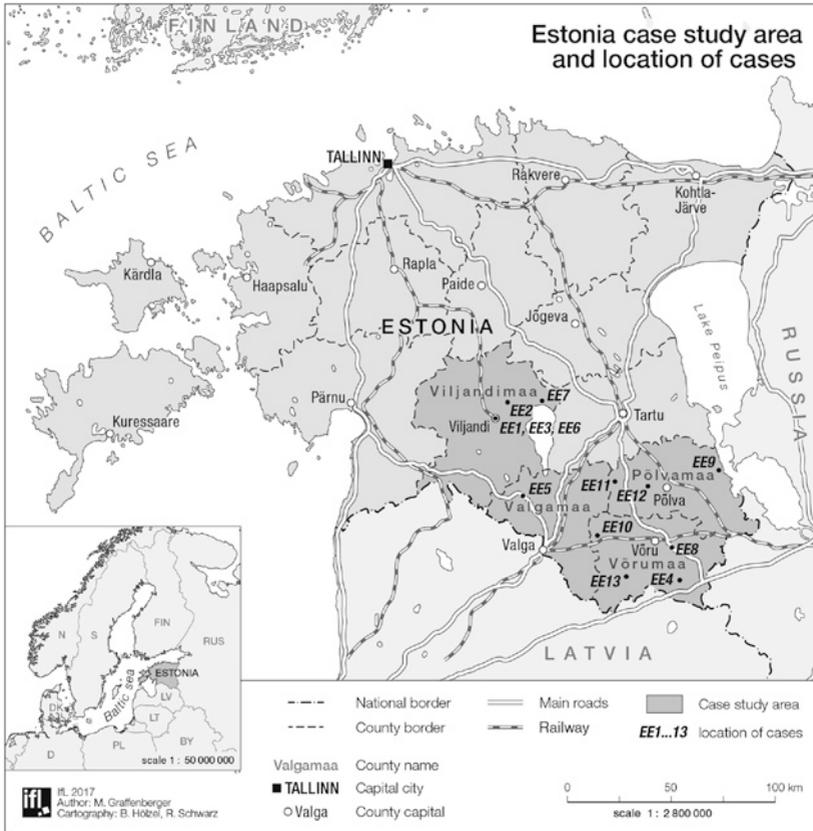 Estonia case study area
and location of cases
FINLAND
BALTIC SEA
TALLINN
Rakvere
Kohtla-
Järve
Kärdla
Haapsalu
Rapla
Paide
Jõgeva
ESTONIA
Lake Peipus
RUSSIA
Kuressaare
Pärnu
Viljandimaa
EE7
EE2
Viljandi
EE1, EE3, EE6
Tartu
EE9
Põlvamaa
EE11
EE12
Põlva
EE5
Valgamaa
EE10
Valga
Võru
EE8
Võrumaa
EE13
EE4
LATVIA
N
S
FIN
RUS
ESTONIA
Baltic sea
LV
DK
LT
D
PL
BY
scale 1 : 50 000 000
National border
County border
Valgamaa County name
TALLINN Capital city
Valga County capital
Main roads
Railway
Case study area
EE1...13 location of cases
ifl
IfL 2017
Author: M. Graffenberger
Cartography: B. Hölzel, R. Schwarz
0 50 100 km
scale 1 : 2 800 000